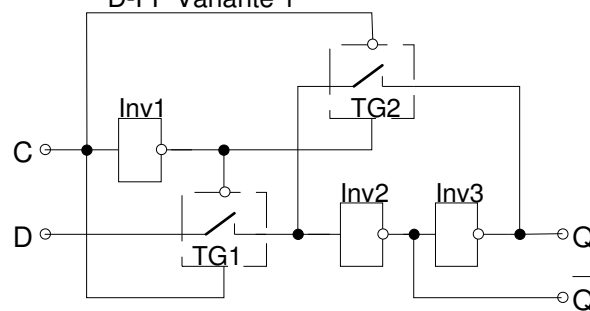 D-FF Variante 1
TG2
Inv1
C
Inv2
Inv3
D
TG1
Q
Q̅